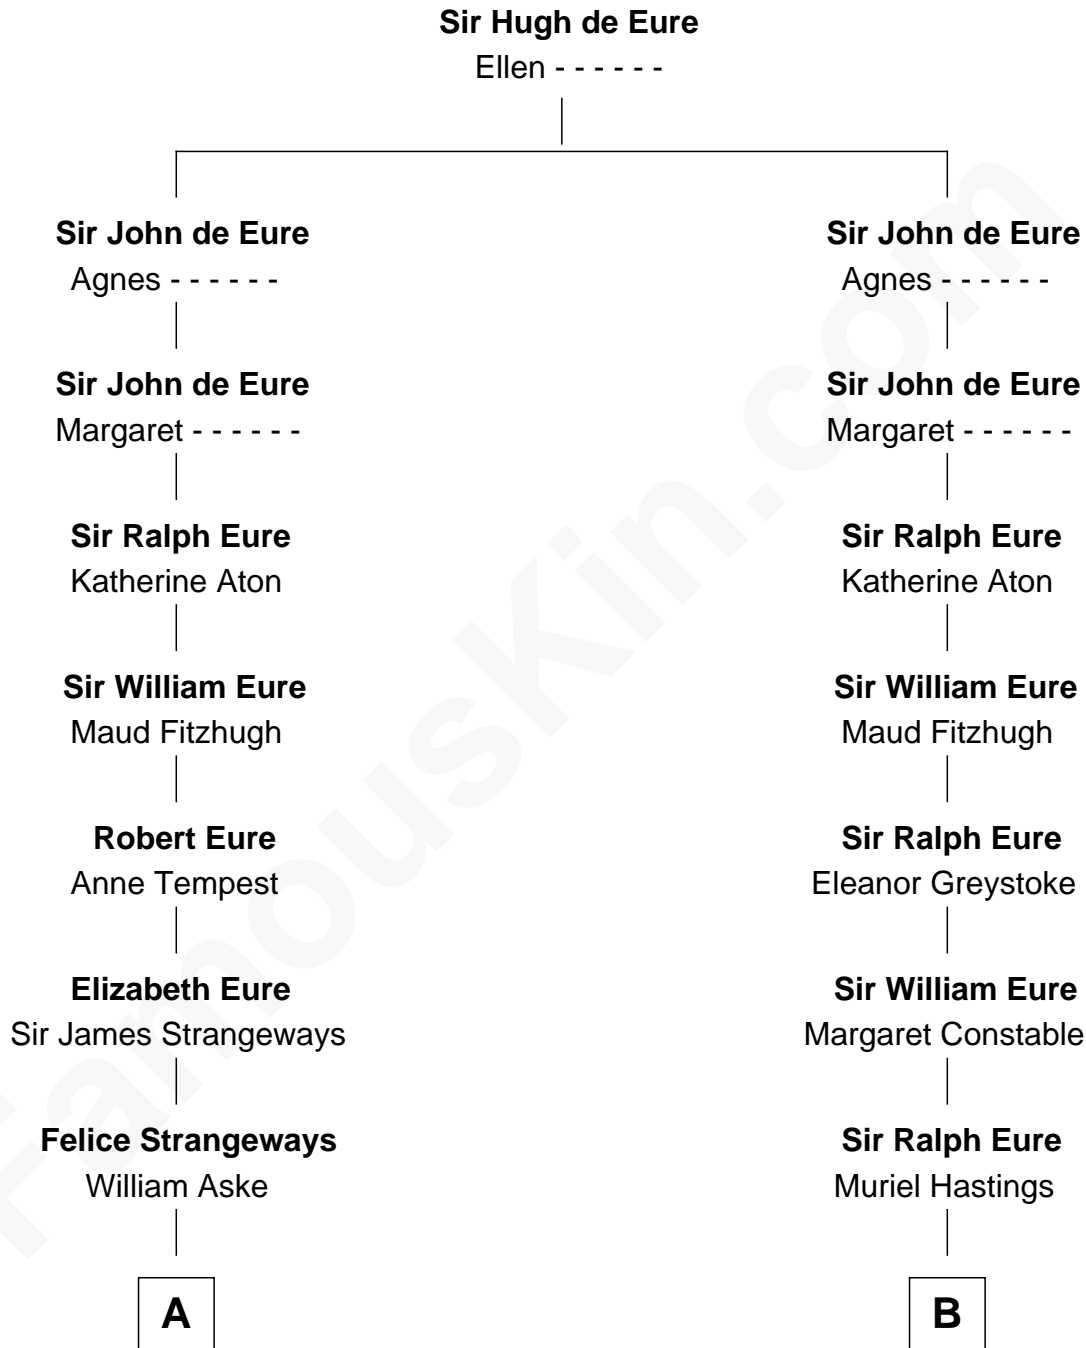 Sir Hugh de Eure
Ellen - - - - - -
Sir John de Eure
Agnes - - - - - -
Sir John de Eure
Margaret - - - - - -
Sir Ralph Eure
Katherine Aton
Sir William Eure
Maud Fitzhugh
Robert Eure
Anne Tempest
Elizabeth Eure
Sir James Strangeways
Felice Strangeways
William Aske
A
Sir John de Eure
Agnes - - - - - -
Sir John de Eure
Margaret - - - - - -
Sir Ralph Eure
Katherine Aton
Sir William Eure
Maud Fitzhugh
Sir Ralph Eure
Eleanor Greystoke
Sir William Eure
Margaret Constable
Sir Ralph Eure
Muriel Hastings
B
FamousKin.com